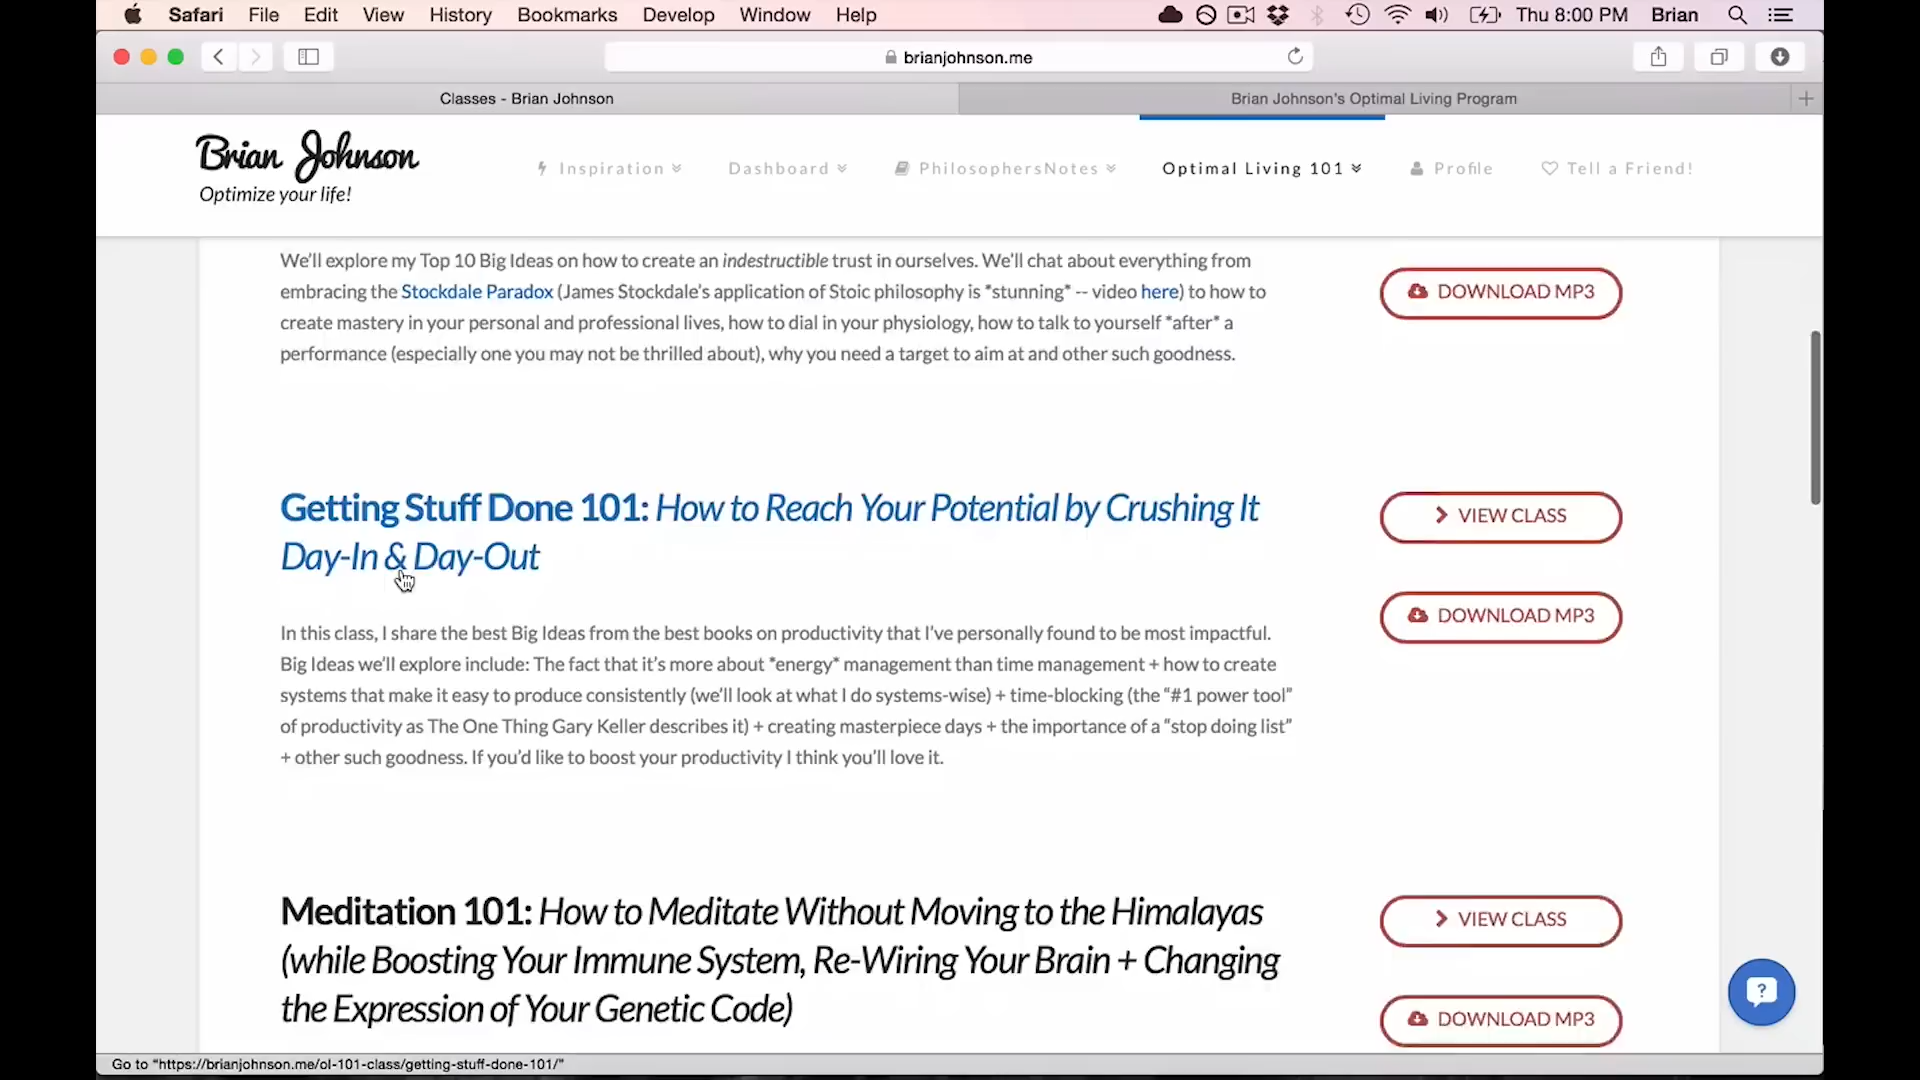 Safari File Edit View History Bookmarks Develop Window Help Thu 8:00 PM Brian
brianjohnson.me
Classes - Brian Johnson Brian Johnson's Optimal Living Program
Brian Johnson
Optimize your life!
Inspiration Dashboard PhilosophersNotes Optimal Living 101 Profile Tell a Friend!
We'll explore my Top 10 Big Ideas on how to create an indestructible trust in ourselves. We'll chat about everything from
embracing the Stockdale Paradox (James Stockdale's application of Stoic philosophy is *stunning* -- video here) to how to
create mastery in your personal and professional lives, how to dial in your physiology, how to talk to yourself *after* a
performance (especially one you may not be thrilled about), why you need a target to aim at and other such goodness.
DOWNLOAD MP3
Getting Stuff Done 101: How to Reach Your Potential by Crushing It
Day-In & Day-Out
VIEW CLASS
DOWNLOAD MP3
In this class, I share the best Big Ideas from the best books on productivity that I've personally found to be most impactful.
Big Ideas we'll explore include: The fact that it's more about *energy* management than time management + how to create
systems that make it easy to produce consistently (we'll look at what I do systems-wise) + time-blocking (the “#1 power tool”
of productivity as The One Thing Gary Keller describes it) + creating masterpiece days + the importance of a “stop doing list”
+ other such goodness. If you'd like to boost your productivity I think you'll love it.
Meditation 101: How to Meditate Without Moving to the Himalayas
(while Boosting Your Immune System, Re-Wiring Your Brain + Changing
the Expression of Your Genetic Code)
VIEW CLASS
DOWNLOAD MP3
Go to "https://brianjohnson.me/ol-101-class/getting-stuff-done-101/"